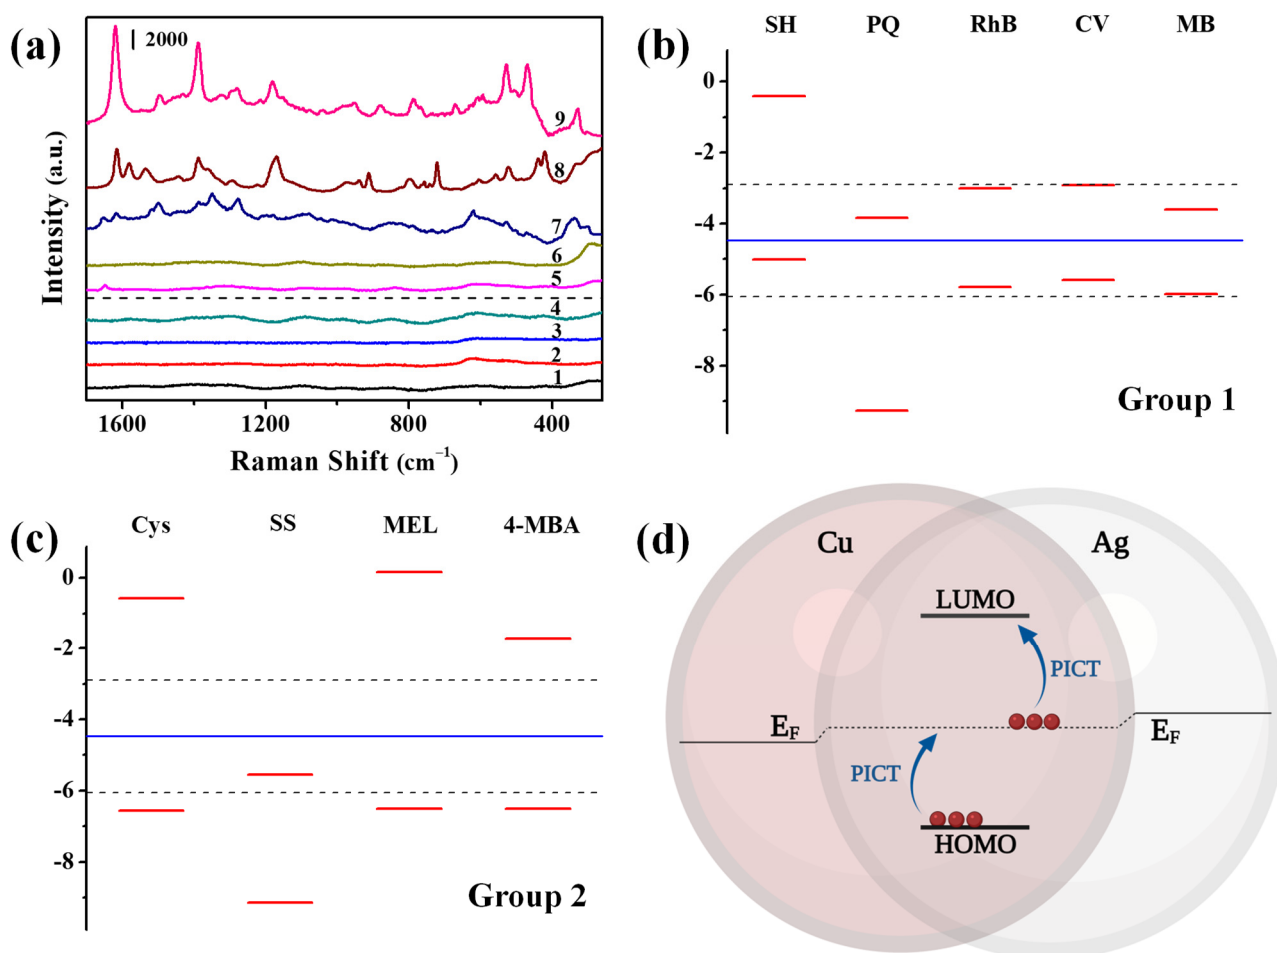 (a)
2000
9
8
7
6
5
4
3
2
1
Intensity (a.u.)
1600
1200
800
400
Raman Shift (cm⁻¹)
(b)
SH
PQ
RhB
CV
MB
0
-2
-4
-6
-8
Group 1
(c)
Cys
SS
MEL
4-MBA
0
-2
-4
-6
-8
Group 2
(d)
Cu
Ag
LUMO
PICT
E_F
E_F
PICT
HOMO